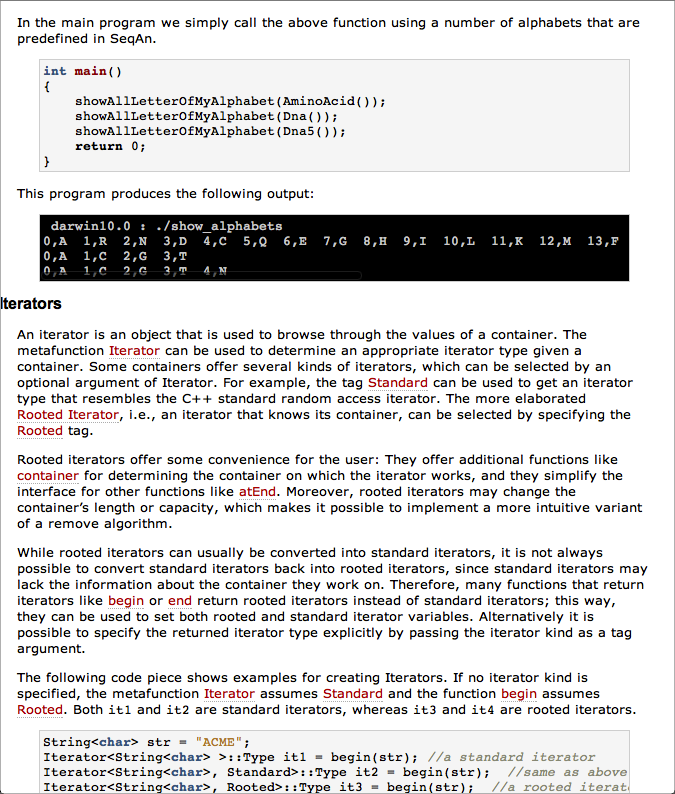 In the main program we simply call the above function using a number of alphabets that are
predefined in SeqAn.
int main()
{
    showAllLetterOfMyAlphabet(AminoAcid());
    showAllLetterOfMyAlphabet(Dna());
    showAllLetterOfMyAlphabet(Dna5());
    return 0;
}
This program produces the following output:
darwin10.0 : ./show_alphabets
0,A  1,R  2,N  3,D  4,C  5,Q  6,E  7,G  8,H  9,I  10,L  11,K  12,M  13,F
0,A  1,C  2,G  3,T
0,A  1,C  2,G  3,T  4,N
Iterators
An iterator is an object that is used to browse through the values of a container. The
metafunction Iterator can be used to determine an appropriate iterator type given a
container. Some containers offer several kinds of iterators, which can be selected by an
optional argument of Iterator. For example, the tag Standard can be used to get an iterator
type that resembles the C++ standard random access iterator. The more elaborated
Rooted Iterator, i.e., an iterator that knows its container, can be selected by specifying the
Rooted tag.
Rooted iterators offer some convenience for the user: They offer additional functions like
container for determining the container on which the iterator works, and they simplify the
interface for other functions like atEnd. Moreover, rooted iterators may change the
container's length or capacity, which makes it possible to implement a more intuitive variant
of a remove algorithm.
While rooted iterators can usually be converted into standard iterators, it is not always
possible to convert standard iterators back into rooted iterators, since standard iterators may
lack the information about the container they work on. Therefore, many functions that return
iterators like begin or end return rooted iterators instead of standard iterators; this way,
they can be used to set both rooted and standard iterator variables. Alternatively it is
possible to specify the returned iterator type explicitly by passing the iterator kind as a tag
argument.
The following code piece shows examples for creating Iterators. If no iterator kind is
specified, the metafunction Iterator assumes Standard and the function begin assumes
Rooted. Both it1 and it2 are standard iterators, whereas it3 and it4 are rooted iterators.
String<char> str = "ACME";
Iterator<String<char> >::Type it1 = begin(str); //a standard iterator
Iterator<String<char>, Standard>::Type it2 = begin(str);  //same as above
Iterator<String<char>, Rooted>::Type it3 = begin(str);  //a rooted